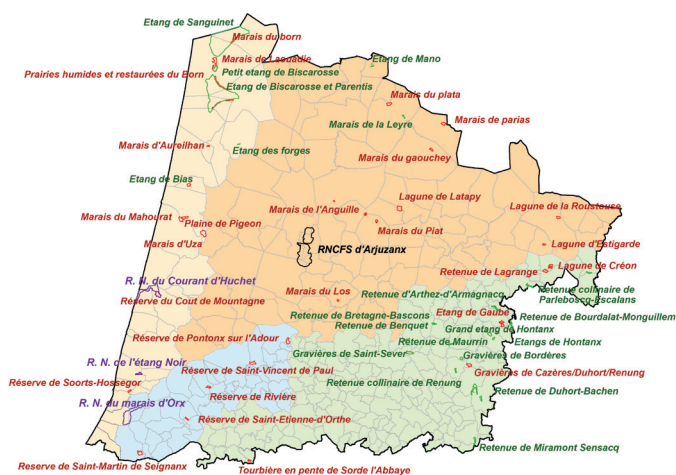 Etang de Sanguinet
Marais du born
Marais de Laouadie
Etang de Mano
Prairies humides et restaurées du Born
Petit etang de Biscarosse
Etang de Biscarosse et Parentis
Marais du plata
Marais de la Leyre
Marais de parias
Marais d'Aureilhan
Etang des forges
Marais du gaouchey
Etang de Bias
Lagune de Latapy
Marais de l'Anguille
Lagune de la Rousteuse
Marais du Mahourat
Plaine de Pigeon
Marais du Plat
Marais d'Uza
RNCFS d'Arjuzanx
Lagune d'Estigarde
Lagune de Créon
Retenue de Lagrange
R. N. du Courant d'Huchet
Marais du Los
Retenue d'Arthez-d'Armagnacq
Retenue collinaire de
Parleboscq-Escalans
Réserve du Cout de Mountagne
Etang de Gaube
Retenue de Bretagne-Bascons
Retenue de Bourdalat-Monguillem
Retenue de Benquet
Grand etang de Hontanx
Réserve de Pontonx sur l'Adour
Retenue de Maurrin
Etangs de Hontanx
Gravières de Saint-Sever
Gravières de Bordères
R. N. de l'étang Noir
Réserve de Saint-Vincent de Paul
Gravières de Cazères/Duhort/Renung
Retenue collinaire de Renung
Réserve de Soorts-Hossegor
Réserve de Rivière
Retenue de Duhort-Bachen
R. N. du marais d'Orx
Réserve de Saint-Etienne-d'Orthe
Retenue de Miramont Sensacq
Réserve de Saint-Martin de Seignanx
Tourbière en pente de Sorde l'Abbaye